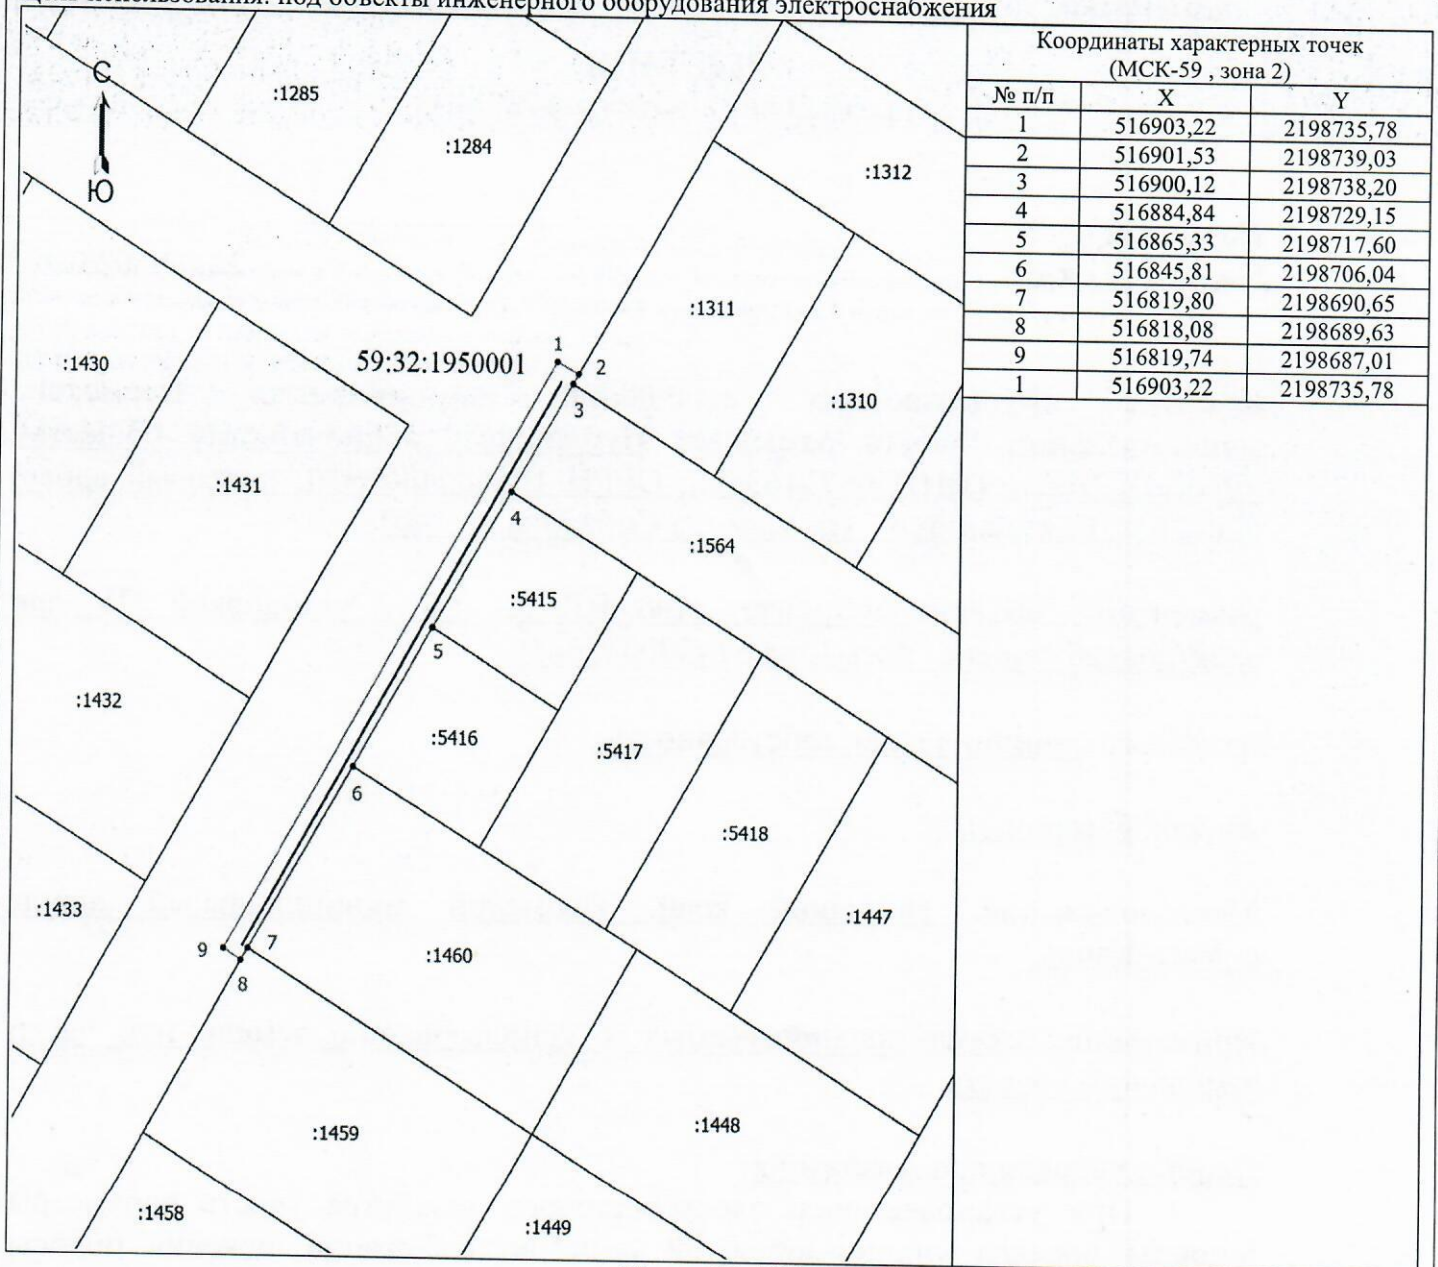 использования: под объекты инженерного оборудования электроснабжения
Координаты характерных точек
(МСК-59 , зона 2)
№ п/п X Y
1 516903,22 2198735,78
2 516901,53 2198739,03
3 516900,12 2198738,20
4 516884,84 2198729,15
5 516865,33 2198717,60
6 516845,81 2198706,04
7 516819,80 2198690,65
8 516818,08 2198689,63
9 516819,74 2198687,01
1 516903,22 2198735,78
С
Ю
:1285
:1284
:1312
:1311
:1430
59:32:1950001
1
2
3
:1310
:1431
4
:1564
:5415
5
:1432
:5416
:5417
6
:5418
:1433
:1447
9
7
8
:1460
:1459
:1448
:1458
:1449